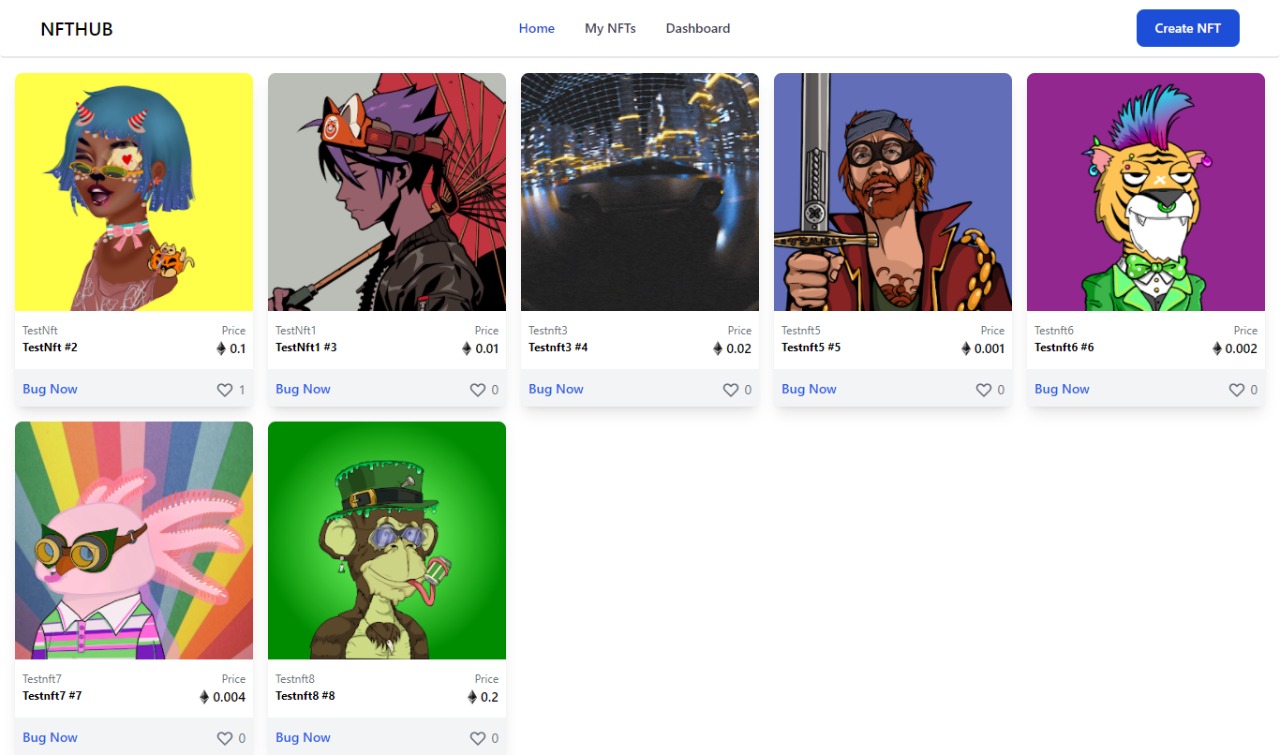 NFTHUB
Home My NFTs Dashboard
Create NFT
TestNft Price
TestNft #2 0.1
Bug Now 1
TestNft1 Price
TestNft1 #3 0.01
Bug Now 0
Testnft3 Price
Testnft3 #4 0.02
Bug Now 0
Testnft5 Price
Testnft5 #5 0.001
Bug Now 0
Testnft6 Price
Testnft6 #6 0.002
Bug Now 0
Testnft7 Price
Testnft7 #7 0.004
Bug Now 0
Testnft8 Price
Testnft8 #8 0.2
Bug Now 0